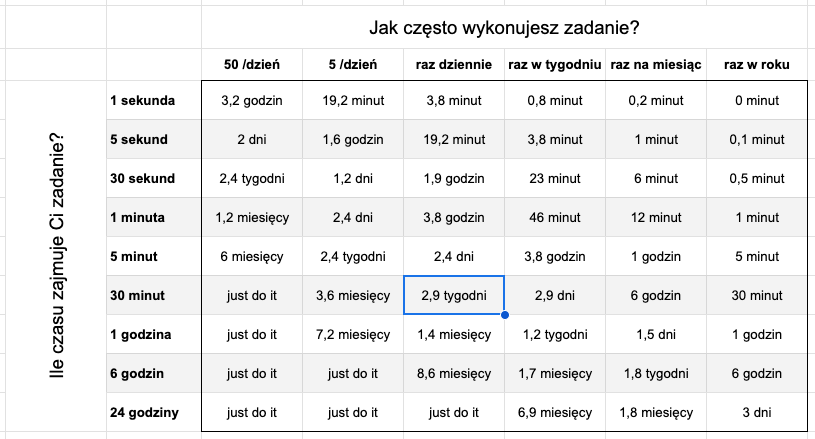 Jak często wykonujesz zadanie?
50 /dzień 5 /dzień raz dziennie raz w tygodniu raz na miesiąc raz w roku
Ile czasu zajmuje Ci zadanie?
1 sekunda 3,2 godzin 19,2 minut 3,8 minut 0,8 minut 0,2 minut 0 minut
5 sekund 2 dni 1,6 godzin 19,2 minut 3,8 minut 1 minut 0,1 minut
30 sekund 2,4 tygodni 1,2 dni 1,9 godzin 23 minut 6 minut 0,5 minut
1 minuta 1,2 miesięcy 2,4 dni 3,8 godzin 46 minut 12 minut 1 minut
5 minut 6 miesięcy 2,4 tygodni 2,4 dni 3,8 godzin 1 godzin 5 minut
30 minut just do it 3,6 miesięcy 2,9 tygodni 2,9 dni 6 godzin 30 minut
1 godzina just do it 7,2 miesięcy 1,4 miesięcy 1,2 tygodni 1,5 dni 1 godzin
6 godzin just do it just do it 8,6 miesięcy 1,7 miesięcy 1,8 tygodni 6 godzin
24 godziny just do it just do it just do it 6,9 miesięcy 1,8 miesięcy 3 dni